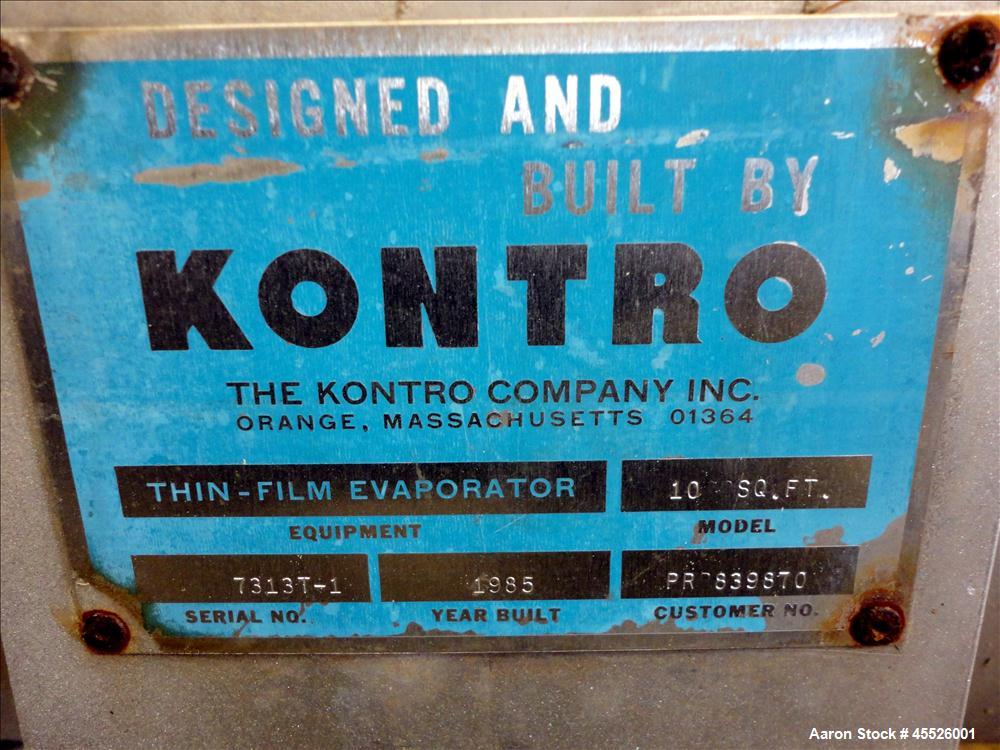 DESIGNED AND
BUILT BY
KONTRO
THE KONTRO COMPANY INC.
ORANGE, MASSACHUSETTS 01364
THIN-FILM EVAPORATOR 10 SQ.FT.
EQUIPMENT MODEL
7313T-1 1985
SERIAL NO. YEAR BUILT CUSTOMER NO.
Aaron Stock # 45526001